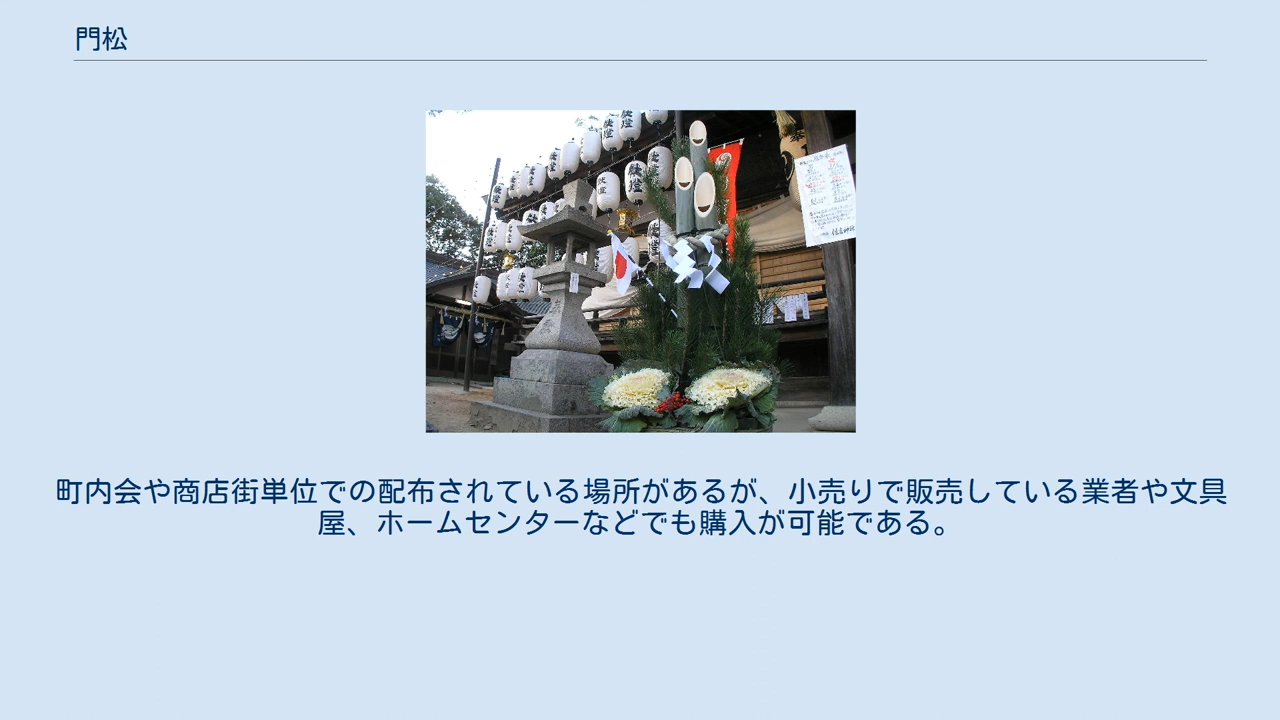 門松
献燈
町内会や商店街単位での配布されている場所があるが、小売りで販売している業者や文具
屋、ホームセンターなどでも購入が可能である。